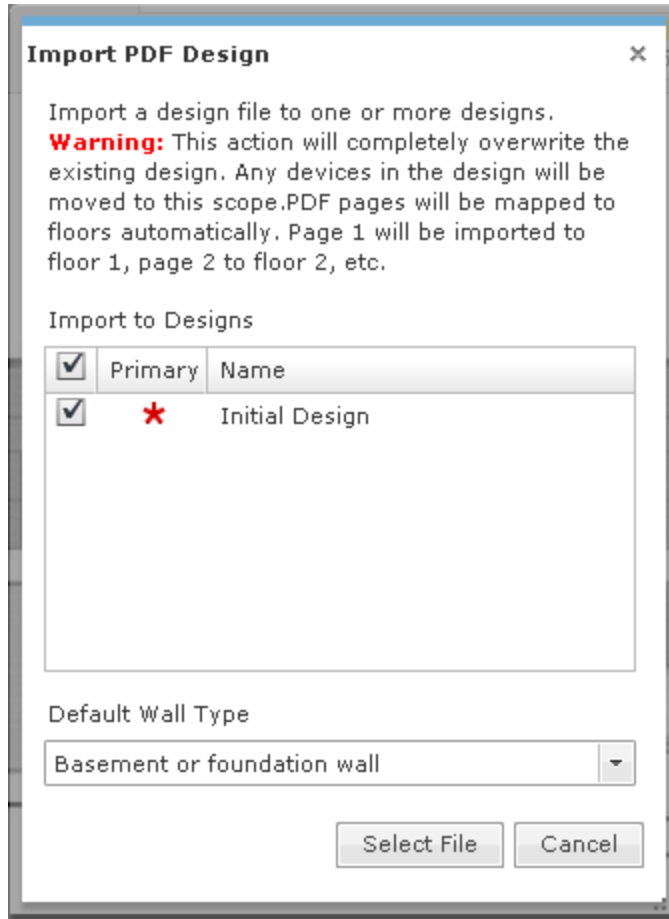 Import PDF Design
Import a design file to one or more designs.
Warning: This action will completely overwrite the
existing design. Any devices in the design will be
moved to this scope.PDF pages will be mapped to
floors automatically. Page 1 will be imported to
floor 1, page 2 to floor 2, etc.
Import to Designs
Primary Name
Initial Design
Default Wall Type
Basement or foundation wall
Select File Cancel